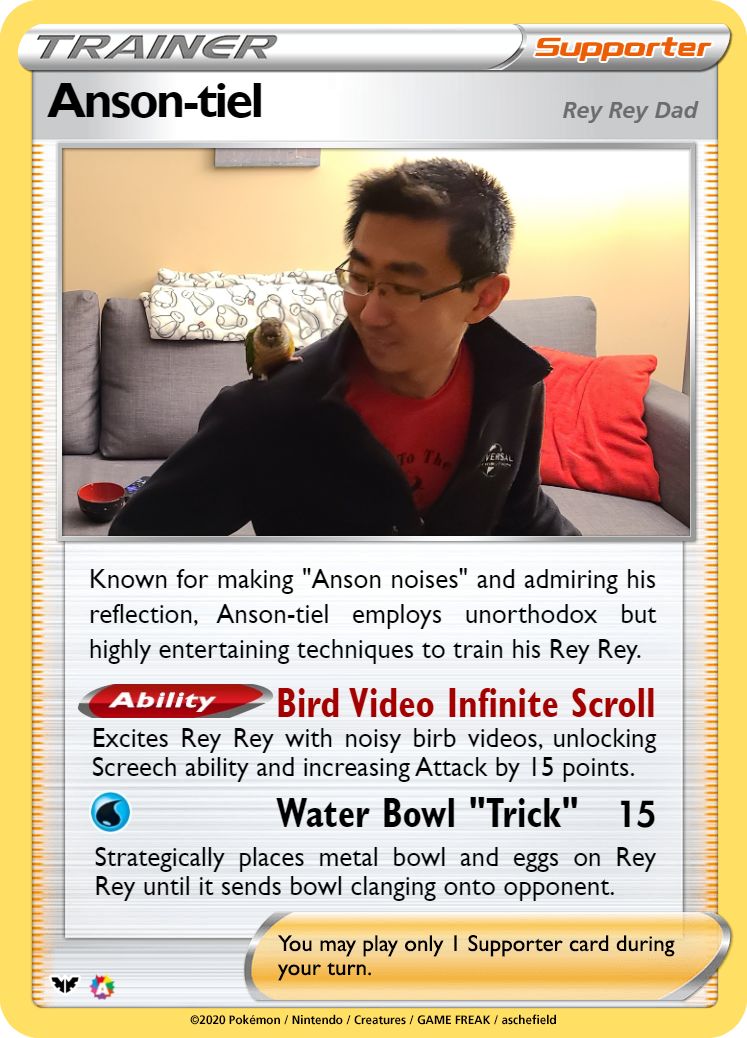 TRAINER
Supporter
Anson-tiel
Rey Rey Dad
To The
VERSAL
Known for making "Anson noises" and admiring his
reflection, Anson-tiel employs unorthodox but
highly entertaining techniques to train his Rey Rey.
Ability Bird Video Infinite Scroll
Excites Rey Rey with noisy birb videos, unlocking
Screech ability and increasing Attack by 15 points.
Water Bowl "Trick" 15
Strategically places metal bowl and eggs on Rey
Rey until it sends bowl clanging onto opponent.
You may play only 1 Supporter card during
your turn.
A
©2020 Pokémon / Nintendo / Creatures / GAME FREAK / aschefield